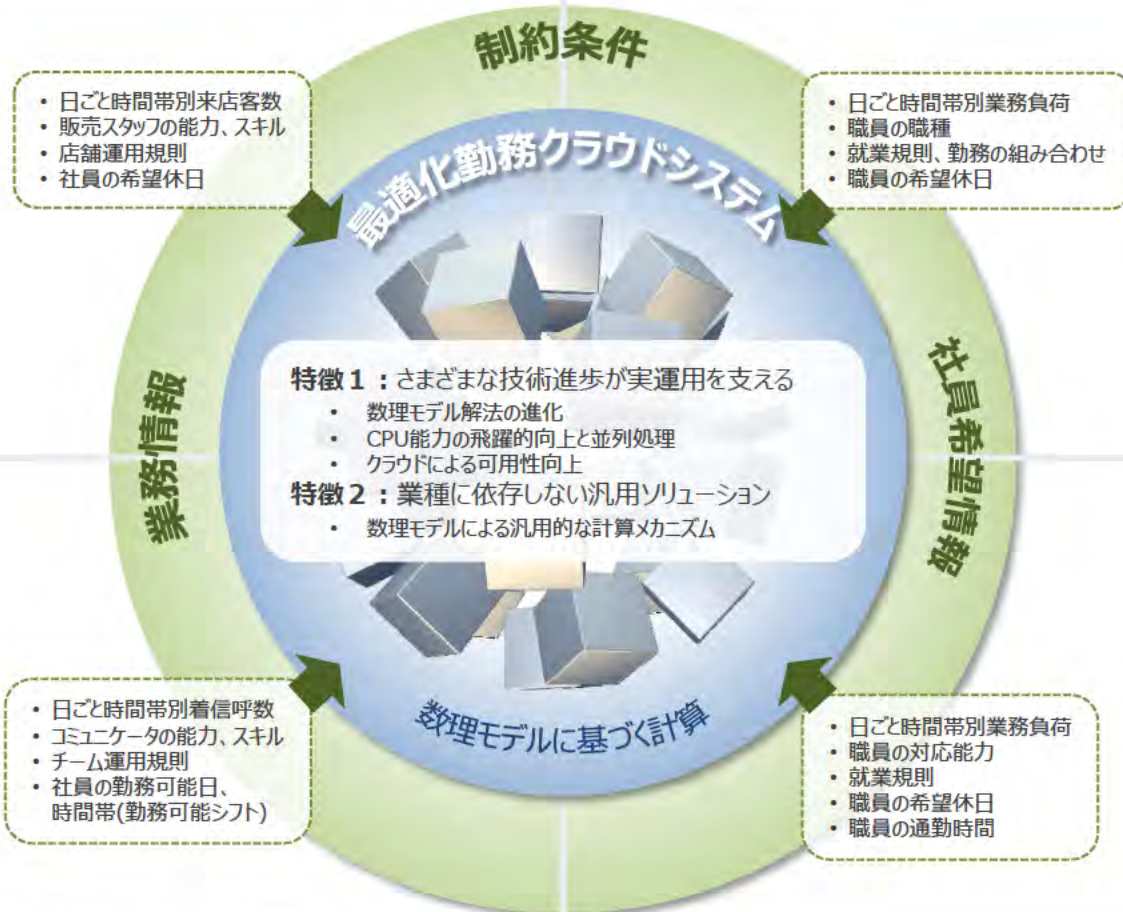 制約条件
・ 日ごと時間帯別来店客数
・ 販売スタッフの能力、スキル
・ 店舗運用規則
・ 社員の希望休日
・ 日ごと時間帯別業務負荷
・ 職員の職種
・ 就業規則、勤務の組み合わせ
・ 職員の希望休日
最適化勤務クラウドシステム
業務情報
特徴1：さまざまな技術進歩が実運用を支える
・ 数理モデル解法の進化
・ CPU能力の飛躍的向上と並列処理
・ クラウドによる可用性向上
特徴2：業種に依存しない汎用ソリューション
・ 数理モデルによる汎用的な計算メカニズム
社員希望情報
・ 日ごと時間帯別着信呼数
・ コミュニケータの能力、スキル
・ チーム運用規則
・ 社員の勤務可能日、
時間帯(勤務可能シフト)
数理モデルに基づく計算
・ 日ごと時間帯別業務負荷
・ 職員の対応能力
・ 就業規則
・ 職員の希望休日
・ 職員の通勤時間